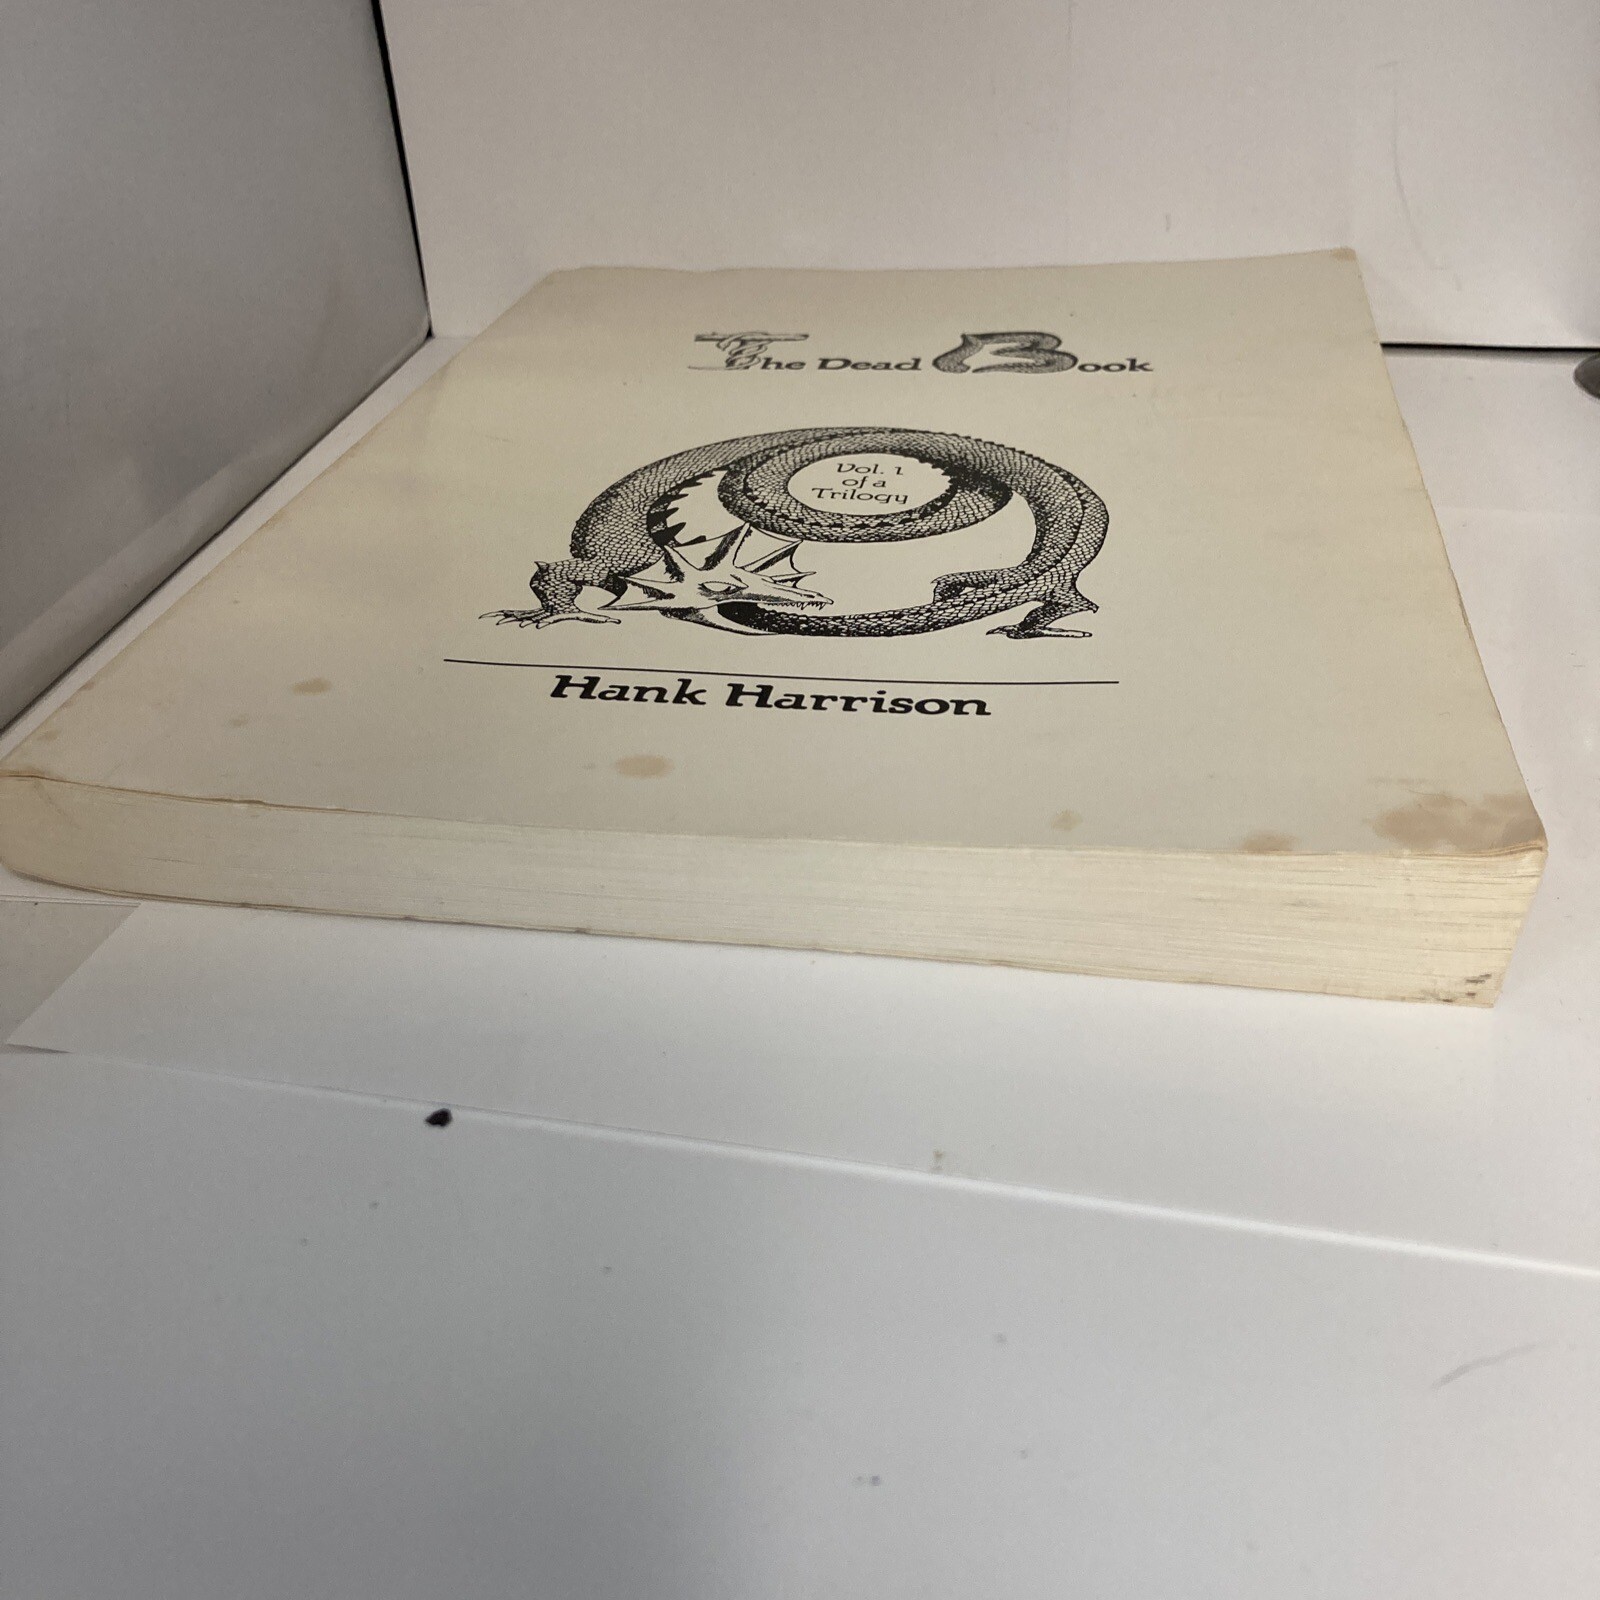 The Dead Book
Vol. 1
of a
Trilogy
Hank Harrison